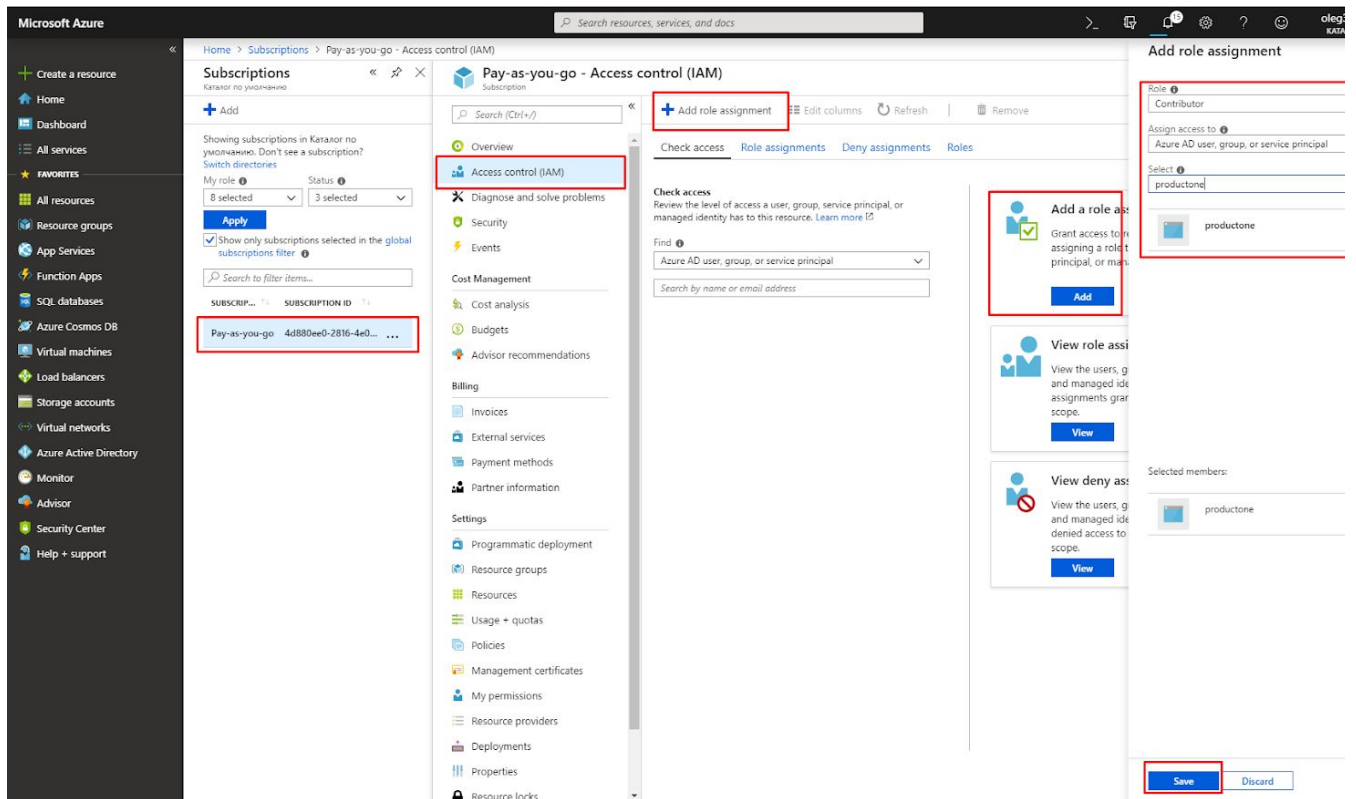 Microsoft Azure
Search resources, services, and docs
15
oleg3
KATA
«
Create a resource
Home
Dashboard
All services
FAVORITES
All resources
Resource groups
App Services
Function Apps
SQL databases
Azure Cosmos DB
Virtual machines
Load balancers
Storage accounts
Virtual networks
Azure Active Directory
Monitor
Advisor
Security Center
Help + support
Home > Subscriptions > Pay-as-you-go - Access control (IAM)
Subscriptions
Каталог по умолчанию
Add
Showing subscriptions in Каталог по
умолчанию. Don't see a subscription?
Switch directories
My role Status
8 selected 3 selected
Apply
Show only subscriptions selected in the global
subscriptions filter
Search to filter items...
SUBSCRIP... SUBSCRIPTION ID
Pay-as-you-go 4d880ee0-2816-4e0... ...
Pay-as-you-go - Access control (IAM)
Subscription
Search (Ctrl+/)
Overview
Access control (IAM)
Diagnose and solve problems
Security
Events
Cost Management
Cost analysis
Budgets
Advisor recommendations
Billing
Invoices
External services
Payment methods
Partner information
Settings
Programmatic deployment
Resource groups
Resources
Usage + quotas
Policies
Management certificates
My permissions
Resource providers
Deployments
Properties
Resource locks
Add role assignment Edit columns Refresh Remove
Check access Role assignments Deny assignments Roles
Check access
Review the level of access a user, group, service principal, or
managed identity has to this resource. Learn more
Find
Azure AD user, group, or service principal
Search by name or email address
Add a role ass
Grant access to re
assigning a role t
principal, or man
Add
View role assi
View the users, g
and managed ide
assignments gran
scope.
View
View deny ass
View the users, g
and managed ide
denied access to
scope.
View
Add role assignment
Role
Contributor
Assign access to
Azure AD user, group, or service principal
Select
productone
productone
Selected members:
productone
Save Discard